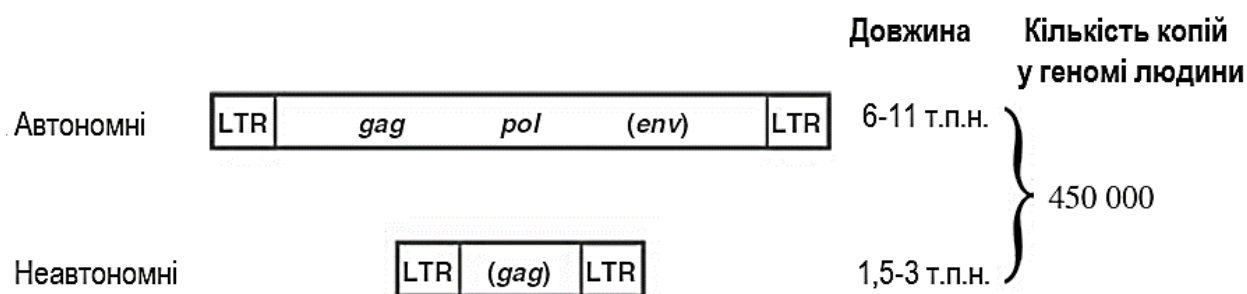 Довжина Кількість копій
у геномі людини
Автономні LTR gag pol (env) LTR 6-11 т.п.н.
450 000
Неавтономні LTR (gag) LTR 1,5-3 т.п.н.